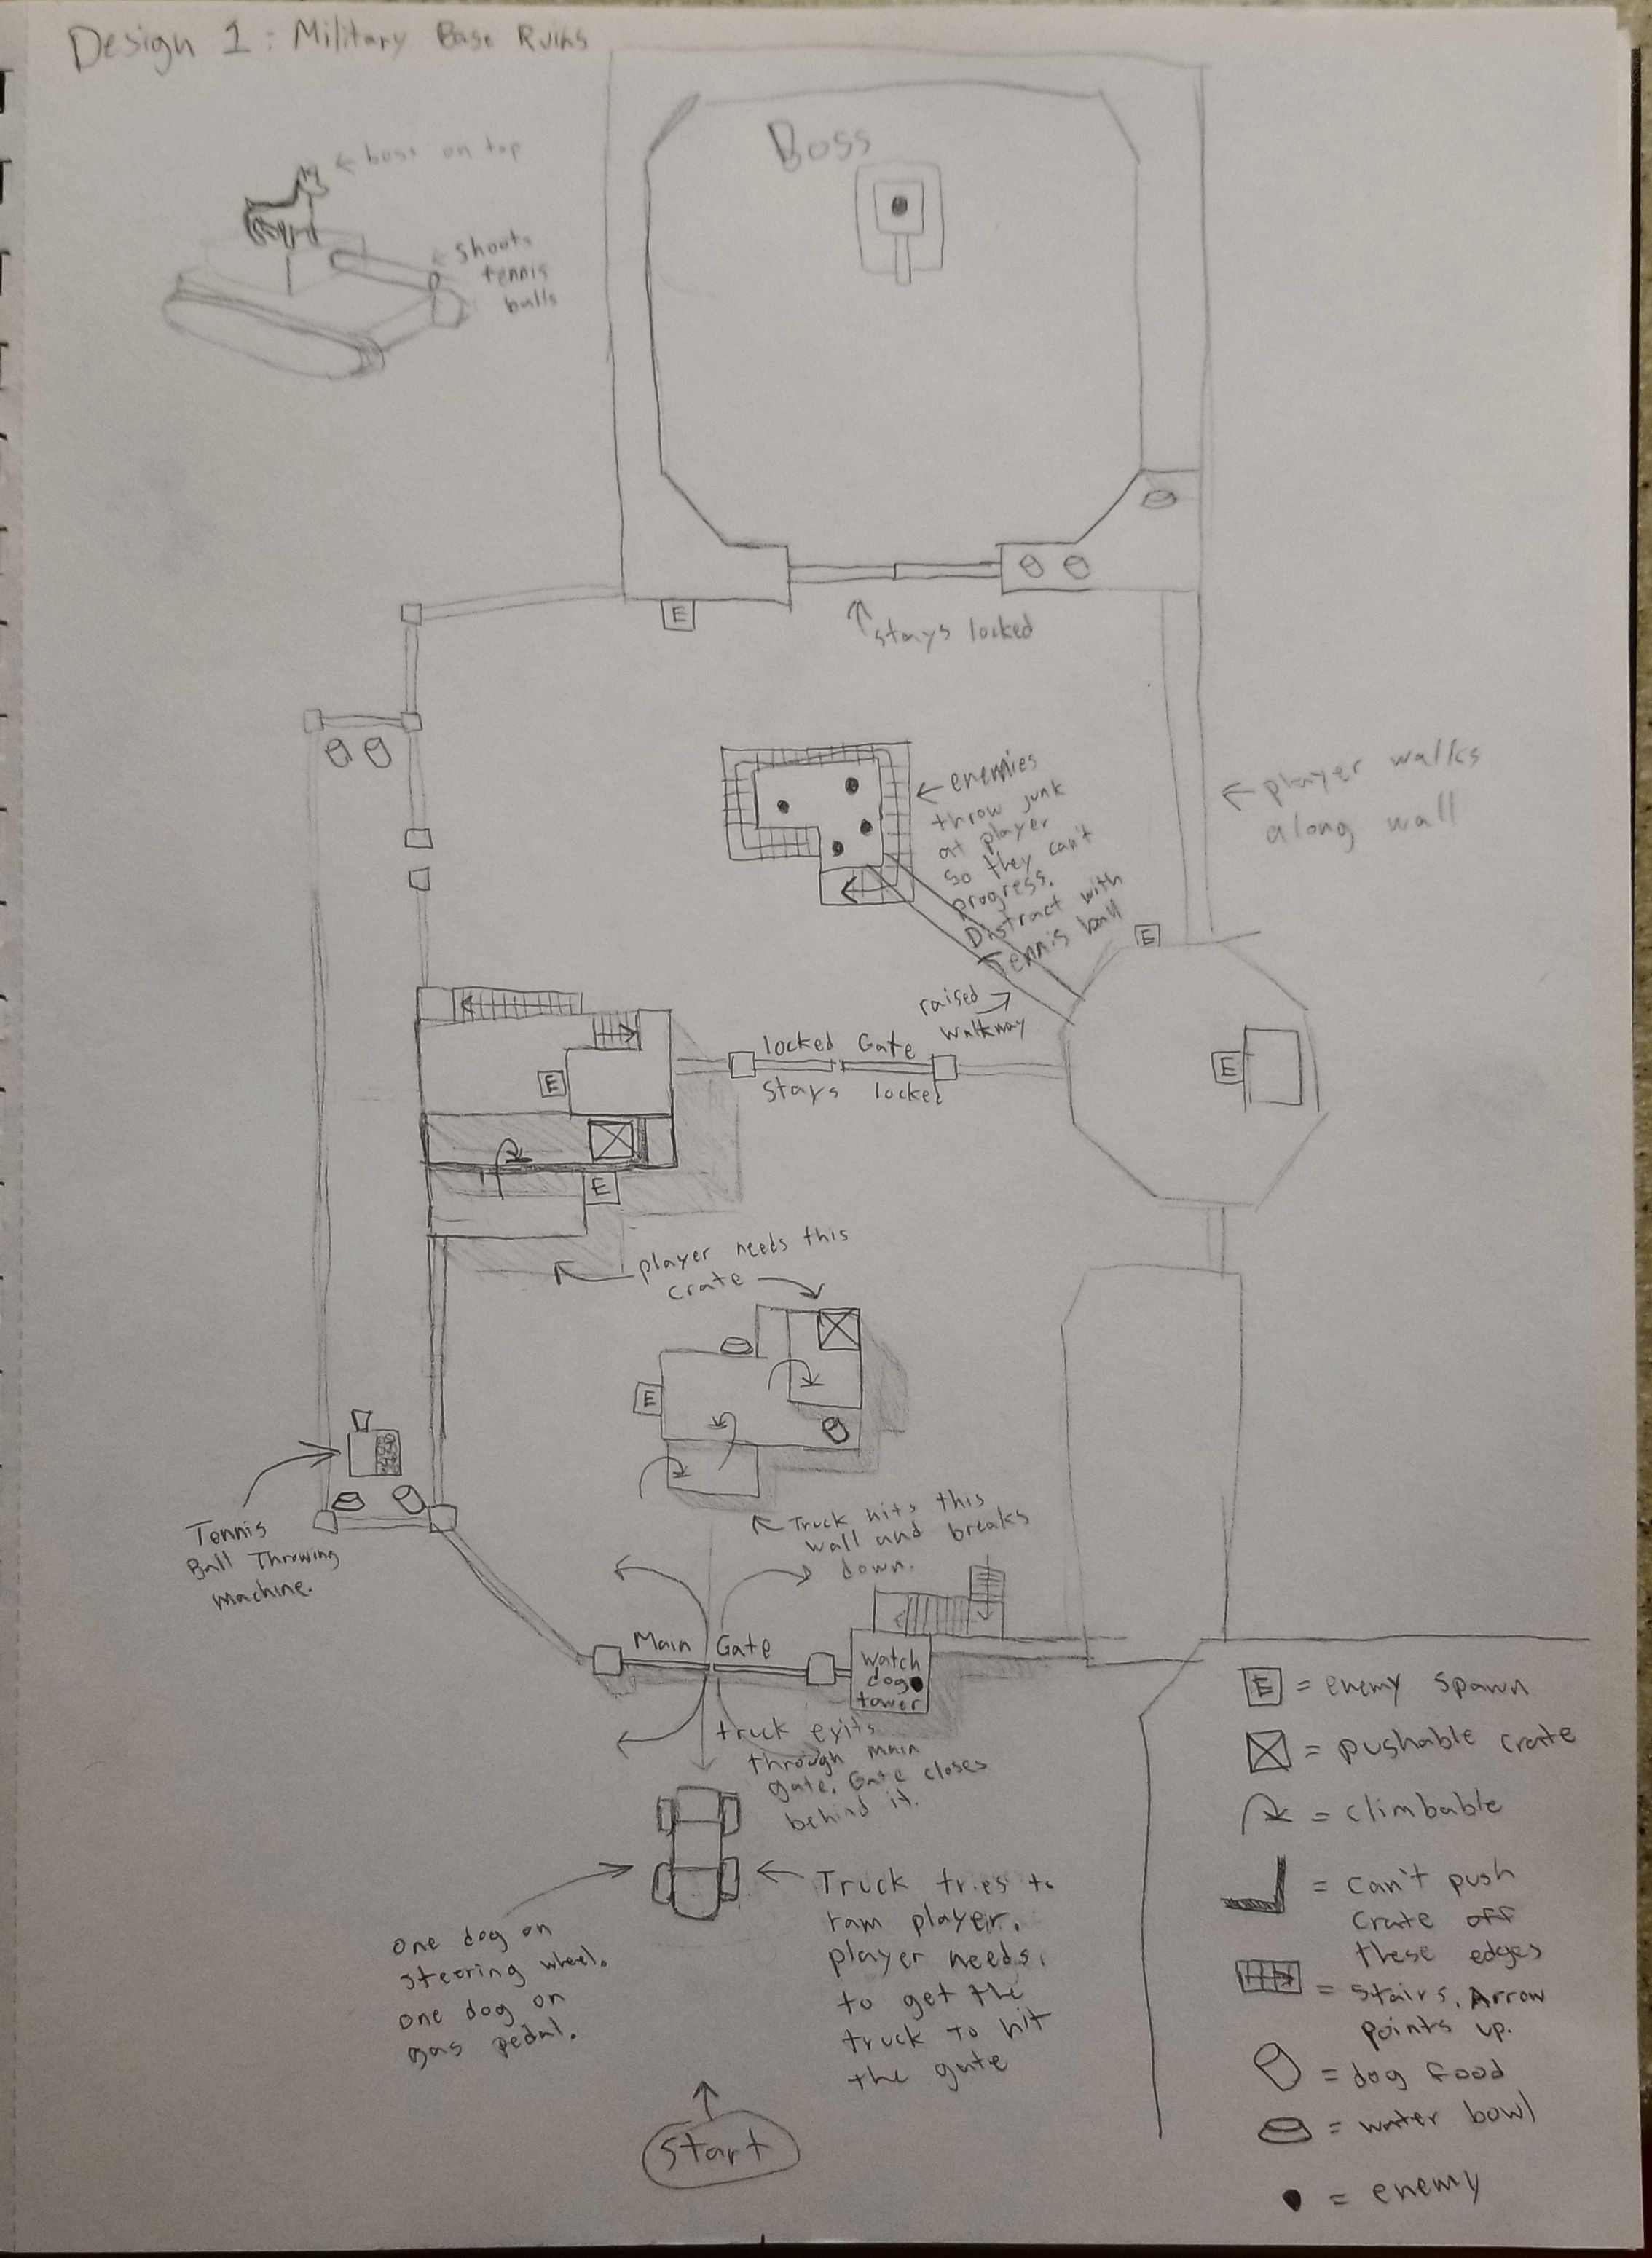 Design 1: Military Base Ruins
← boss on top
Boss
← shoots
tennis
balls
E
↑ stays locked
← enemies
throw junk
at player
so they can't
progress.
Distract with
Tennis ball
← player walks
along wall
E
raised →
walkway
locked Gate
stays locked
E
E
E
player needs this
crate
E
Tennis
Ball Throwing
machine.
Truck hits this
wall and breaks
down.
Main Gate
watch
dog
tower
truck exits
through main
gate. Gate closes
behind it.
one dog on
steering wheel.
one dog on
gas pedal.
Truck tries to
ram player.
player needs
to get the
truck to hit
the gate
Start
E = enemy spawn
= pushable crate
= climbable
= can't push
crate off
these edges
= stairs. Arrow
points up.
= dog food
= water bowl
= enemy